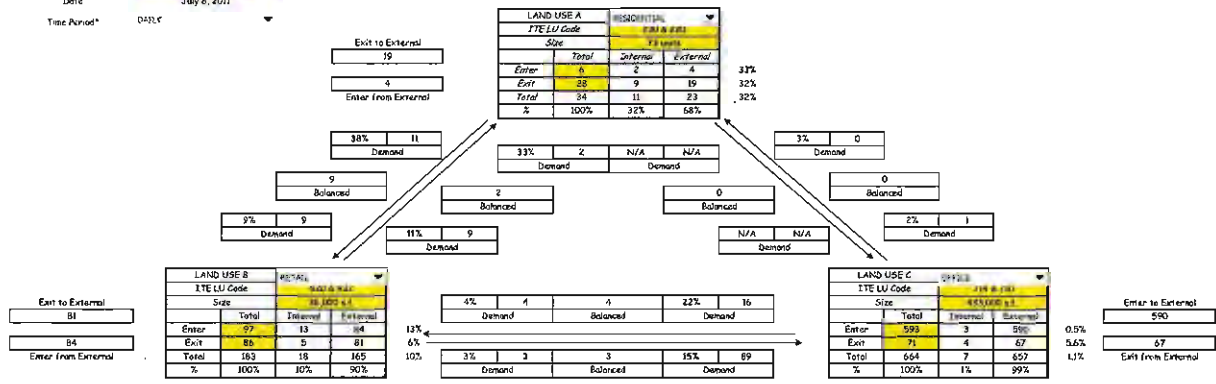 Date July 8, 2011
Time Period* DAILY
LAND USE A RESIDENTIAL
ITE LU Code
Size
Total Internal External
Enter 6 2 4 33%
Exit 28 9 19 32%
Total 34 11 23 32%
% 100% 32% 68%
Exit to External
19
4
Enter from External
38% 11
Demand
33% 2 N/A N/A
Demand Demand
3% 0
Demand
9
Balanced
2
Balanced
0
Balanced
0
Balanced
9% 9
Demand
11% 9
Demand
N/A N/A
Demand
2% 1
Demand
LAND USE B RETAIL
ITE LU Code
Size
Total Internal External
Enter 97 13 84 13%
Exit 86 5 81 6%
Total 183 18 165 10%
% 100% 10% 90%
Exit to External
81
84
Enter from External
4% 4 4 22% 16
Demand Balanced Demand
3% 3 3 15% 89
Demand Balanced Demand
LAND USE C OFFICE
ITE LU Code
Size
Total Internal External
Enter 593 3 590 0.5%
Exit 71 4 67 5.6%
Total 664 7 657 1.1%
% 100% 1% 99%
Enter to External
590
67
Exit from External